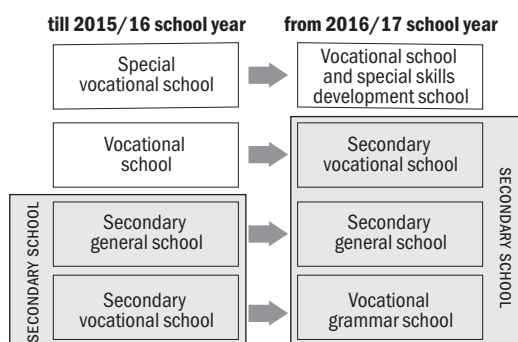 till 2015/16 school year
from 2016/17 school year
Special
vocational school
Vocational school
and special skills
development school
Vocational
school
Secondary
vocational school
Secondary
general school
Secondary
general school
Secondary
vocational school
Vocational
grammar school
SECONDARY SCHOOL
SECONDARY SCHOOL